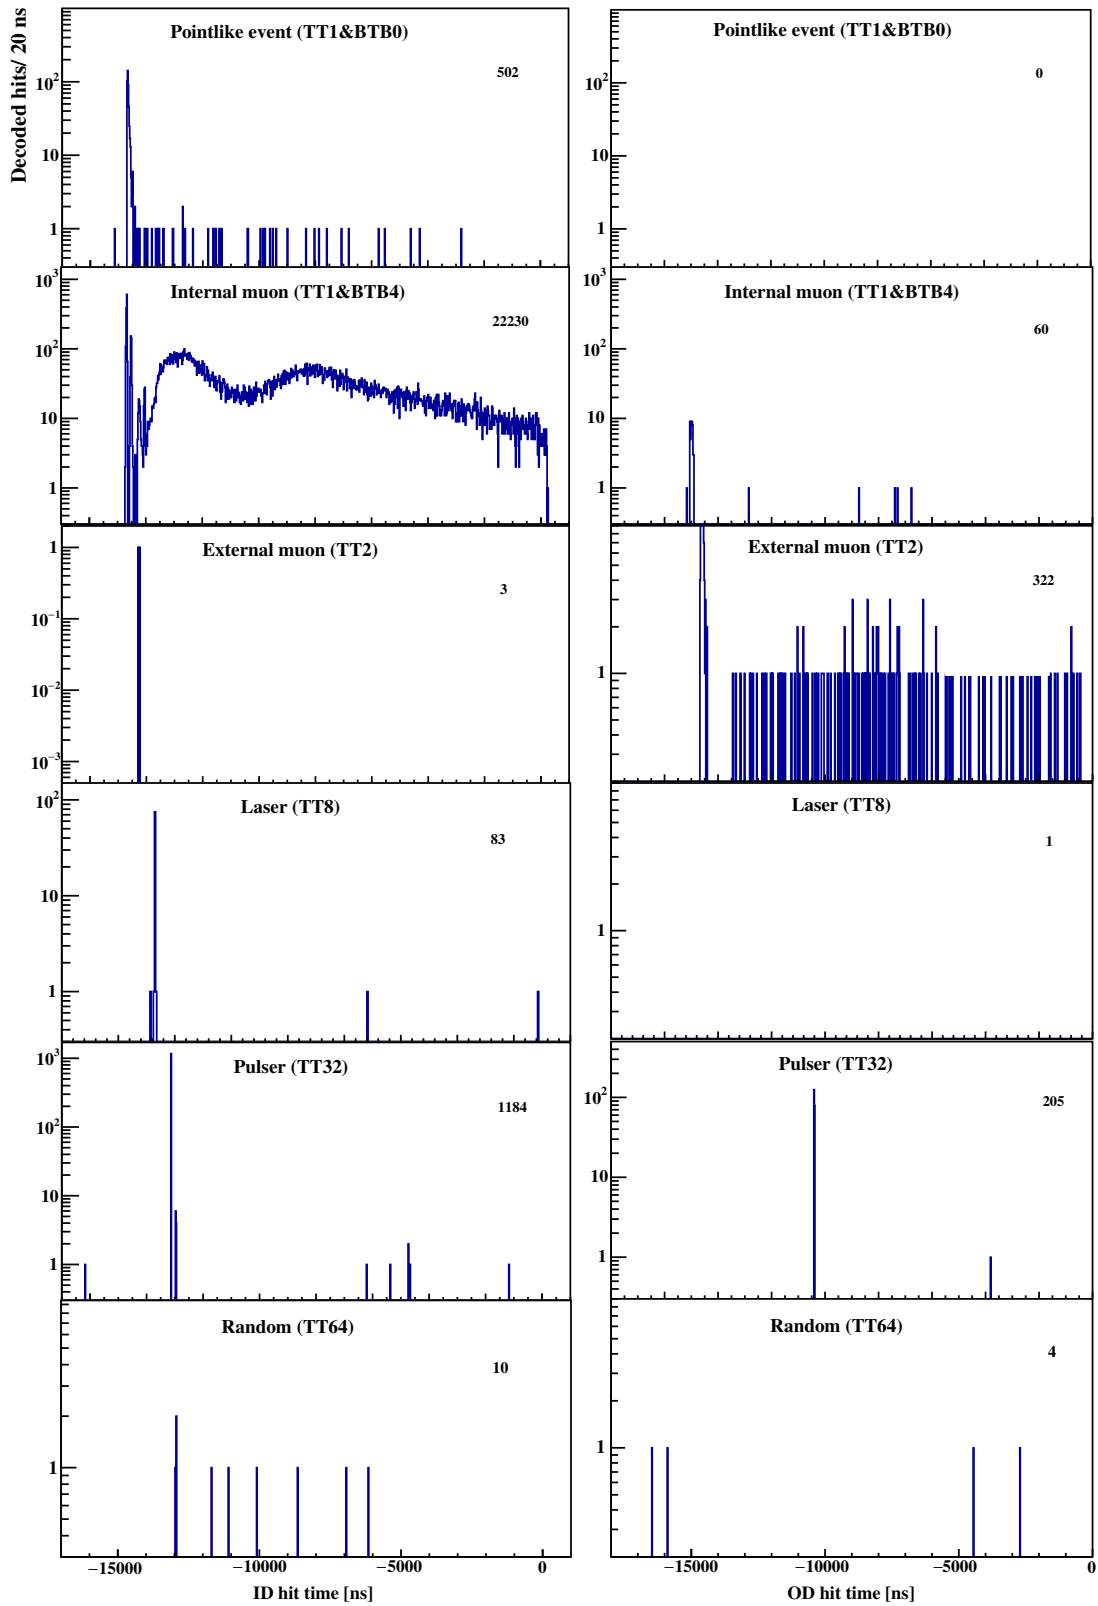 Decoded hits/ 20 ns
Pointlike event (TT1&BTB0)
502
10²
10
1
Pointlike event (TT1&BTB0)
0
10²
10
1
Internal muon (TT1&BTB4)
22230
10³
10²
10
1
Internal muon (TT1&BTB4)
60
10³
10²
10
1
External muon (TT2)
3
1
10⁻¹
10⁻²
10⁻³
External muon (TT2)
322
1
Laser (TT8)
83
10²
10
1
Laser (TT8)
1
1
Pulser (TT32)
1184
10³
10²
10
1
Pulser (TT32)
205
10²
10
1
Random (TT64)
10
1
Random (TT64)
4
1
−15000 −10000 −5000 0
ID hit time [ns]
−15000 −10000 −5000 0
OD hit time [ns]